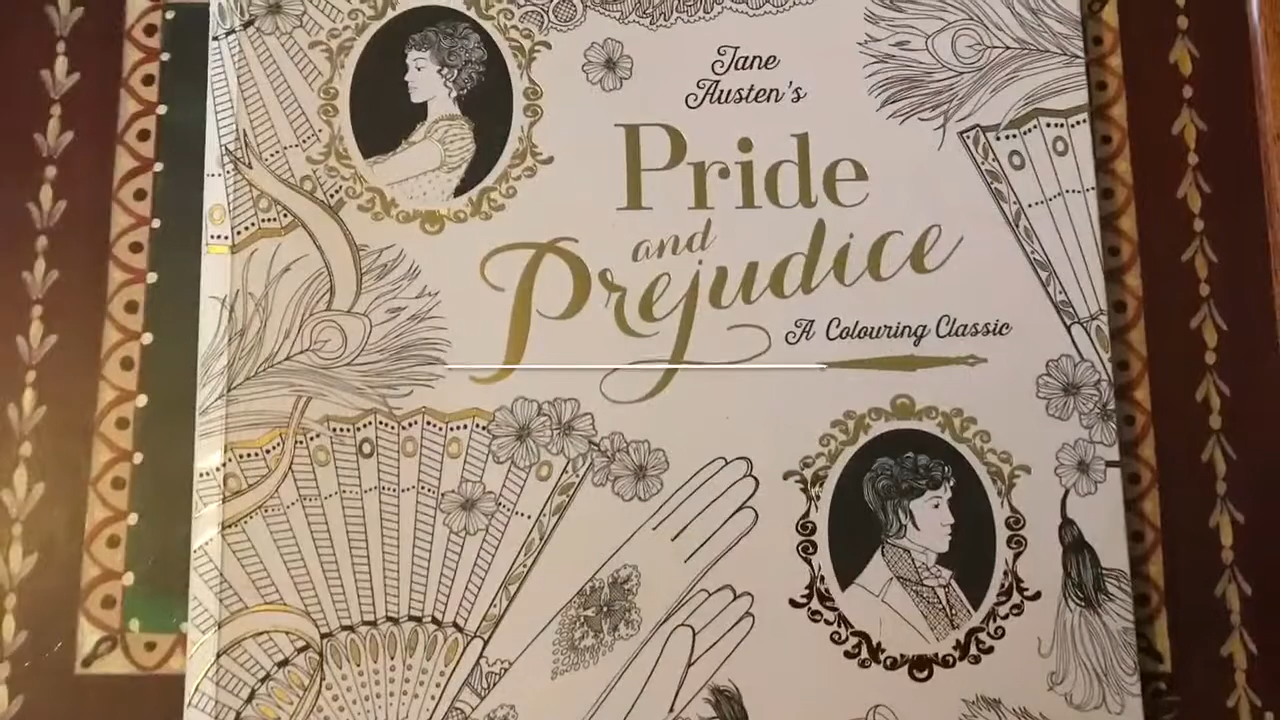 Jane
Austen's
Pride
and
Prejudice
A Colouring Classic